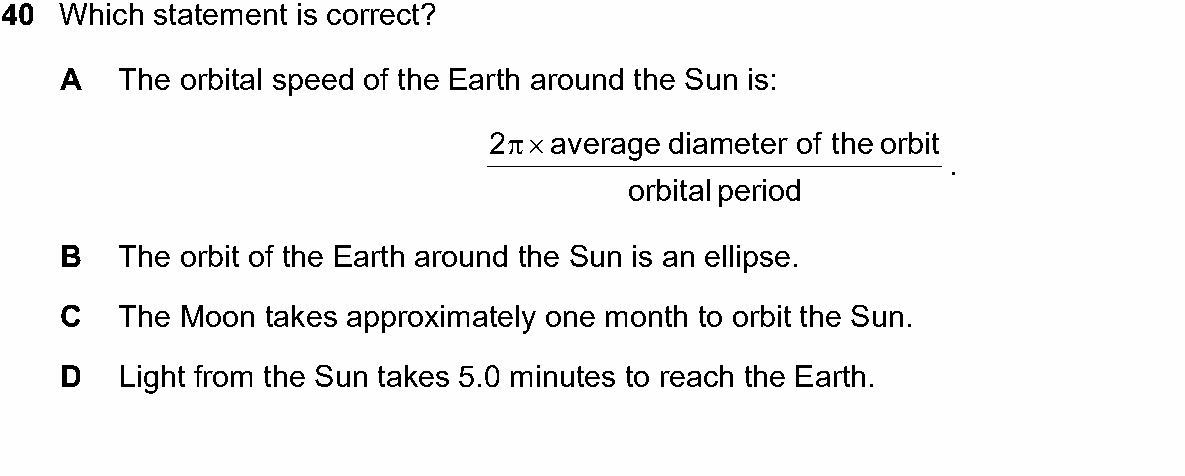 40 Which statement is correct?
A The orbital speed of the Earth around the Sun is:
2π × average diameter of the orbit
orbital period
.
B The orbit of the Earth around the Sun is an ellipse.
C The Moon takes approximately one month to orbit the Sun.
D Light from the Sun takes 5.0 minutes to reach the Earth.